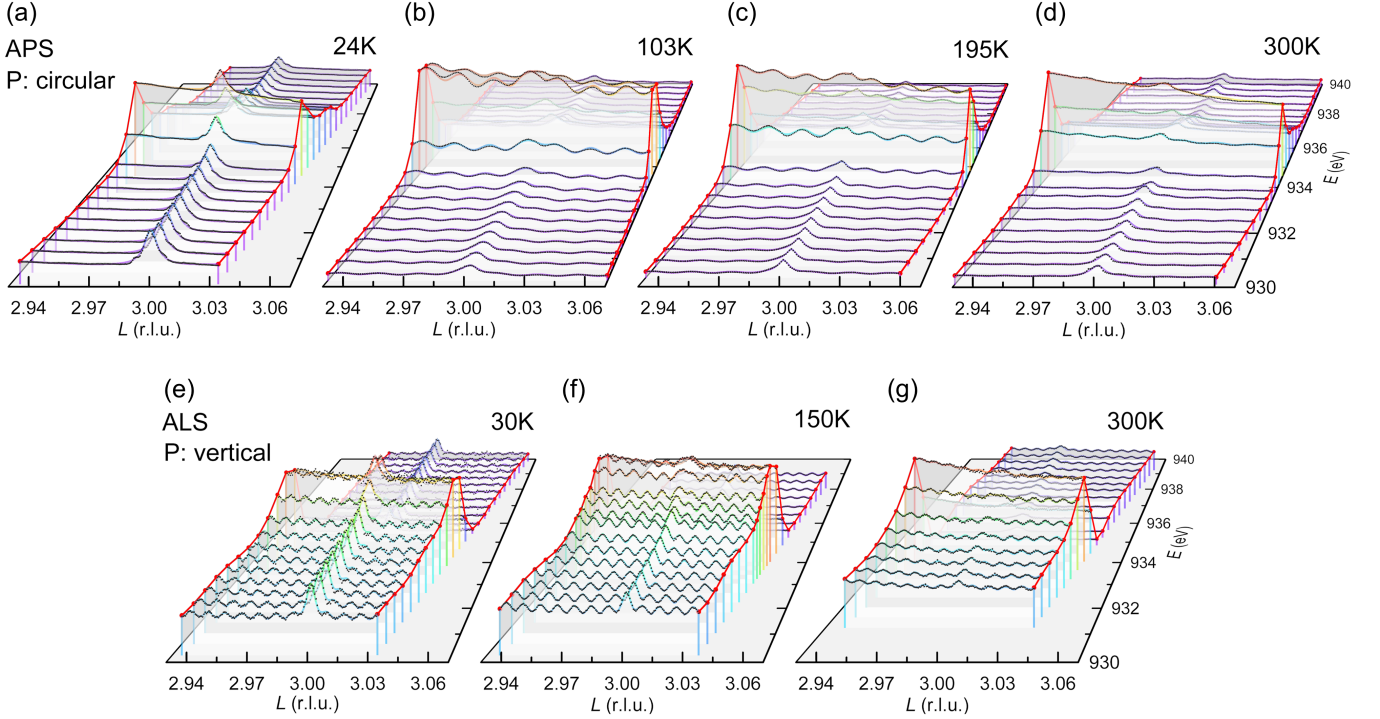 (a) (b) (c) (d)
APS 24K 103K 195K 300K
P: circular
940
938
936
934
932
930
E (eV)
2.94 2.97 3.00 3.03 3.06 2.94 2.97 3.00 3.03 3.06 2.94 2.97 3.00 3.03 3.06 2.94 2.97 3.00 3.03 3.06
L (r.l.u.) L (r.l.u.) L (r.l.u.) L (r.l.u.)
(e) (f) (g)
ALS 30K 150K 300K
P: vertical
940
938
936
934
932
930
E (eV)
2.94 2.97 3.00 3.03 3.06 2.94 2.97 3.00 3.03 3.06 2.94 2.97 3.00 3.03 3.06
L (r.l.u.) L (r.l.u.) L (r.l.u.)